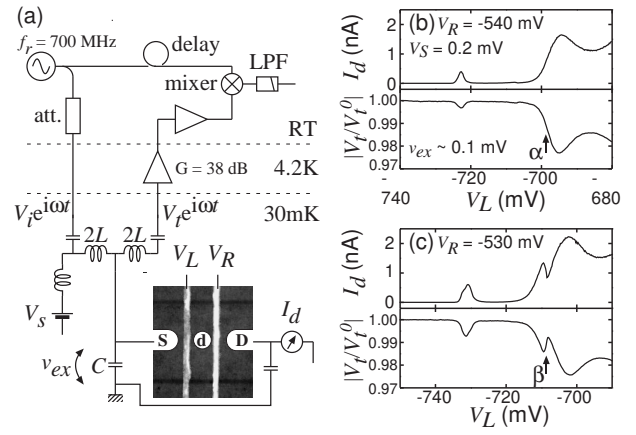 (a)
f_r = 700 MHz
delay
LPF
mixer
att.
RT
G = 38 dB
4.2K
V_i e^{iωt}
V_t e^{iωt}
30mK
2L 2L
V_L V_R
I_d
V_s
S d D
v_ex
C
(b)
V_R = -540 mV
V_S = 0.2 mV
I_d (nA)
2
1
0
|V_t/V_t^0|
1.00
0.99
0.98
0.97
v_ex ~ 0.1 mV
α
- -720 -700 -
740 680
V_L (mV)
(c)
V_R = -530 mV
I_d (nA)
2
1
0
|V_t/V_t^0|
1.00
0.99
0.98
0.97
β
-740 -720 -700
V_L (mV)